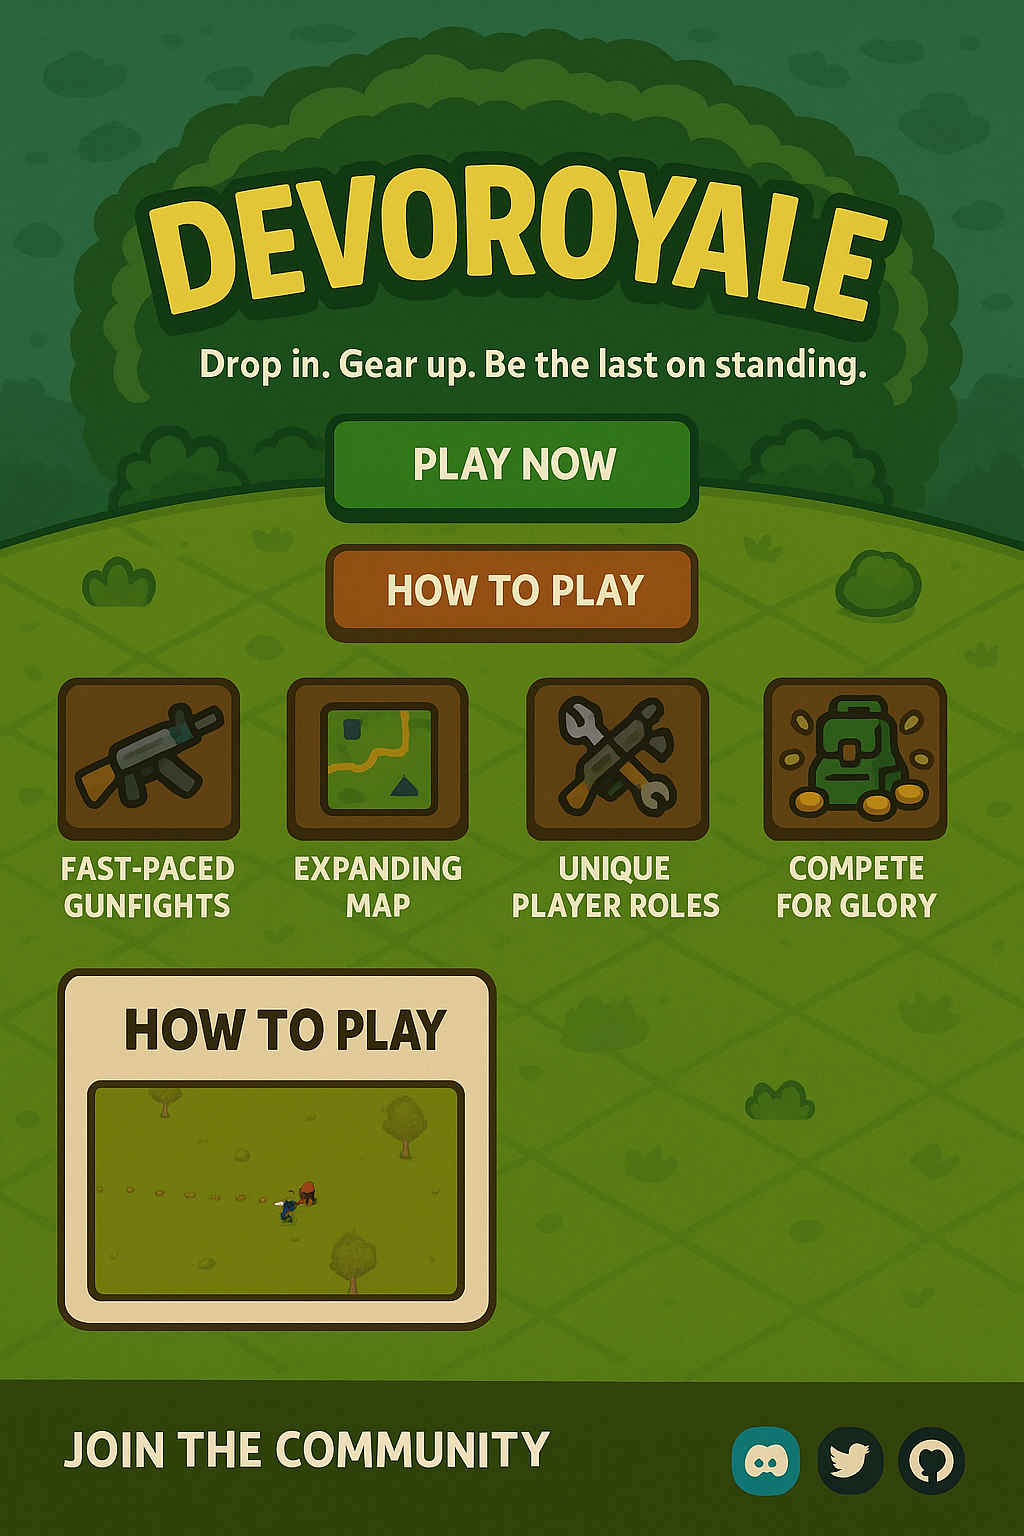 DEVOROYALE
Drop in. Gear up. Be the last on standing.
PLAY NOW
HOW TO PLAY
FAST-PACED
GUNFIGHTS
EXPANDING
MAP
UNIQUE
PLAYER ROLES
COMPETE
FOR GLORY
HOW TO PLAY
JOIN THE COMMUNITY